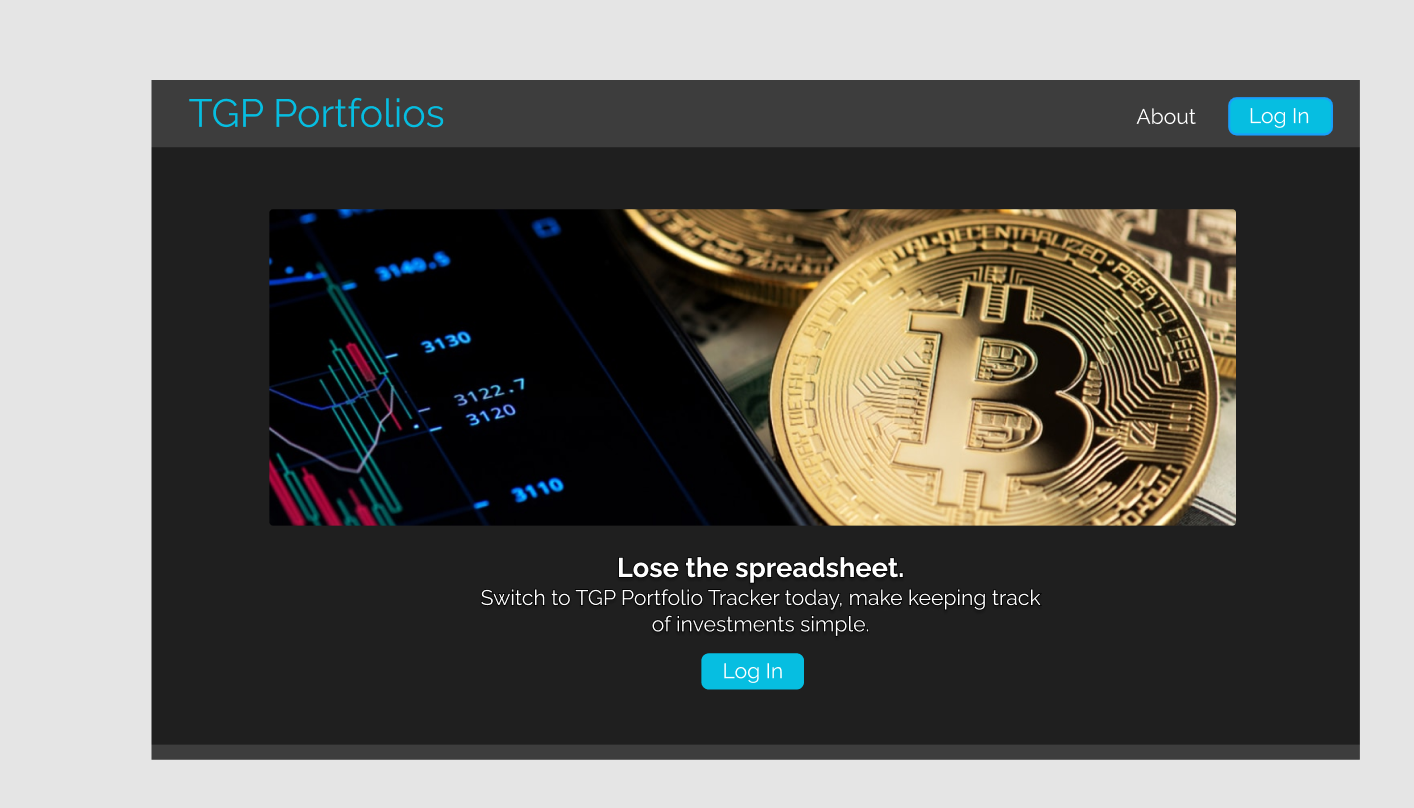 TGP Portfolios
About
Log In
3140.5
3130
3122.7
3120
3110
DECENTRALIZED • PEER TO PEER
Lose the spreadsheet.
Switch to TGP Portfolio Tracker today, make keeping track
of investments simple.
Log In